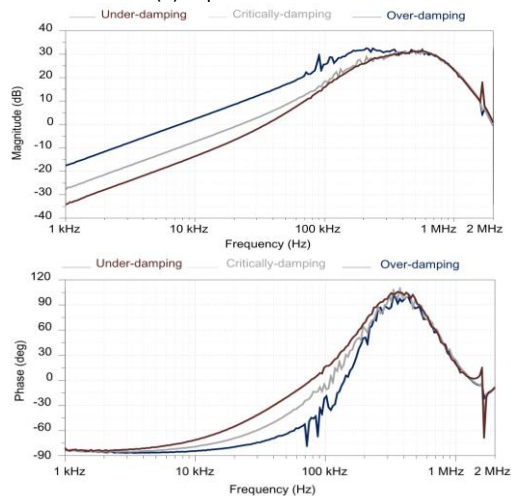 Under-damping Critically-damping Over-damping
40
30
20
10
0
-10
-20
-30
-40
Magnitude (dB)
1 kHz 10 kHz 100 kHz 1 MHz 2 MHz
Frequency (Hz)
Under-damping Critically-damping Over-damping
120
90
60
30
0
-30
-60
-90
Phase (deg)
1 kHz 10 kHz 100 kHz 1 MHz 2 MHz
Frequency (Hz)